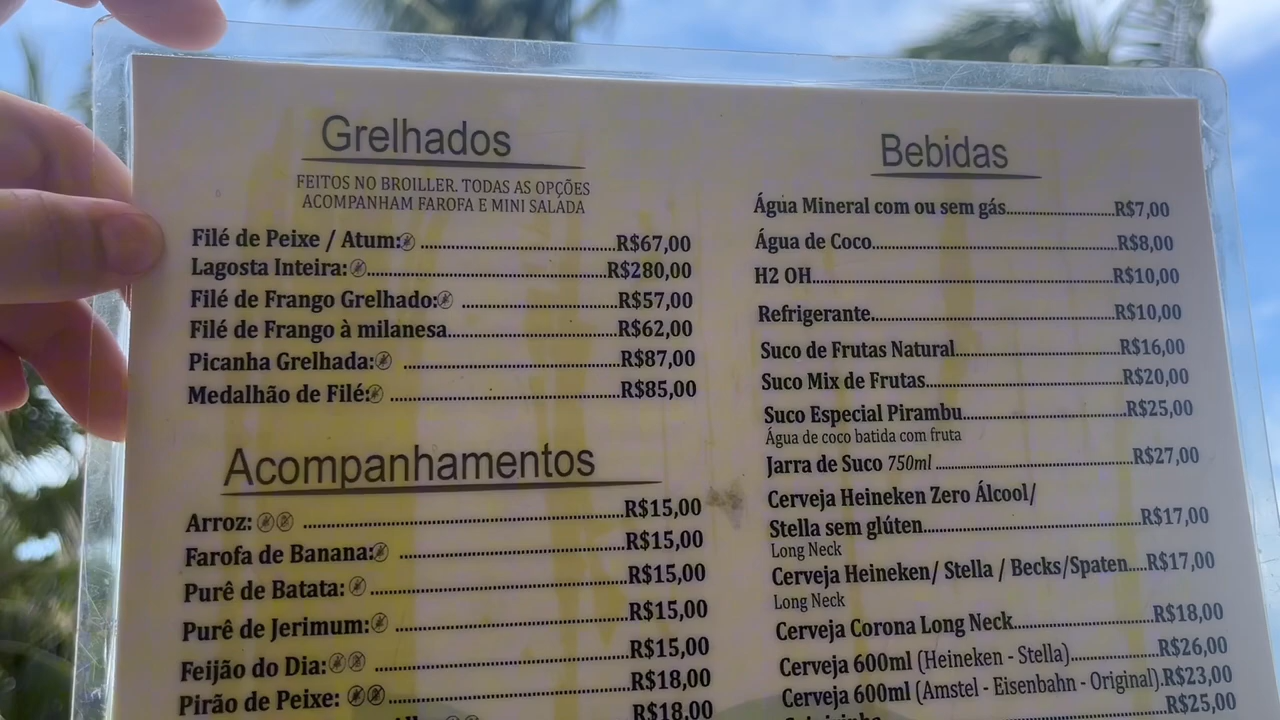 Grelhados
FEITOS NO BROILLER. TODAS AS OPÇÕES
ACOMPANHAM FAROFA E MINI SALADA
Filé de Peixe / Atum: R$67,00
Lagosta Inteira: R$280,00
Filé de Frango Grelhado: R$57,00
Filé de Frango à milanesa R$62,00
Picanha Grelhada: R$87,00
Medalhão de Filé: R$85,00
Acompanhamentos
Arroz: R$15,00
Farofa de Banana: R$15,00
Purê de Batata: R$15,00
Purê de Jerimum: R$15,00
Feijão do Dia: R$15,00
Pirão de Peixe: R$18,00
R$18,00
Bebidas
Água Mineral com ou sem gás R$7,00
Água de Coco R$8,00
H2 OH R$10,00
Refrigerante R$10,00
Suco de Frutas Natural R$16,00
Suco Mix de Frutas R$20,00
Suco Especial Pirambu R$25,00
Água de coco batida com fruta
Jarra de Suco 750ml R$27,00
Cerveja Heineken Zero Álcool/
Stella sem glúten R$17,00
Long Neck
Cerveja Heineken/ Stella / Becks/Spaten R$17,00
Long Neck
Cerveja Corona Long Neck R$18,00
Cerveja 600ml (Heineken - Stella) R$26,00
Cerveja 600ml (Amstel - Eisenbahn - Original) R$23,00
R$25,00